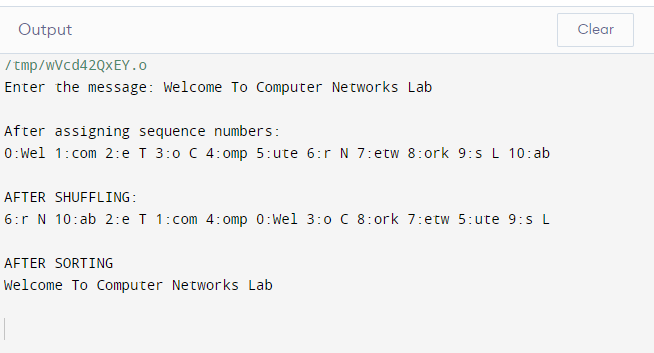 Output
Clear
/tmp/wVcd42QxEY.o
Enter the message: Welcome To Computer Networks Lab
After assigning sequence numbers:
0:Wel 1:com 2:e T 3:o C 4:omp 5:ute 6:r N 7:etw 8:ork 9:s L 10:ab
AFTER SHUFFLING:
6:r N 10:ab 2:e T 1:com 4:omp 0:Wel 3:o C 8:ork 7:etw 5:ute 9:s L
AFTER SORTING
Welcome To Computer Networks Lab